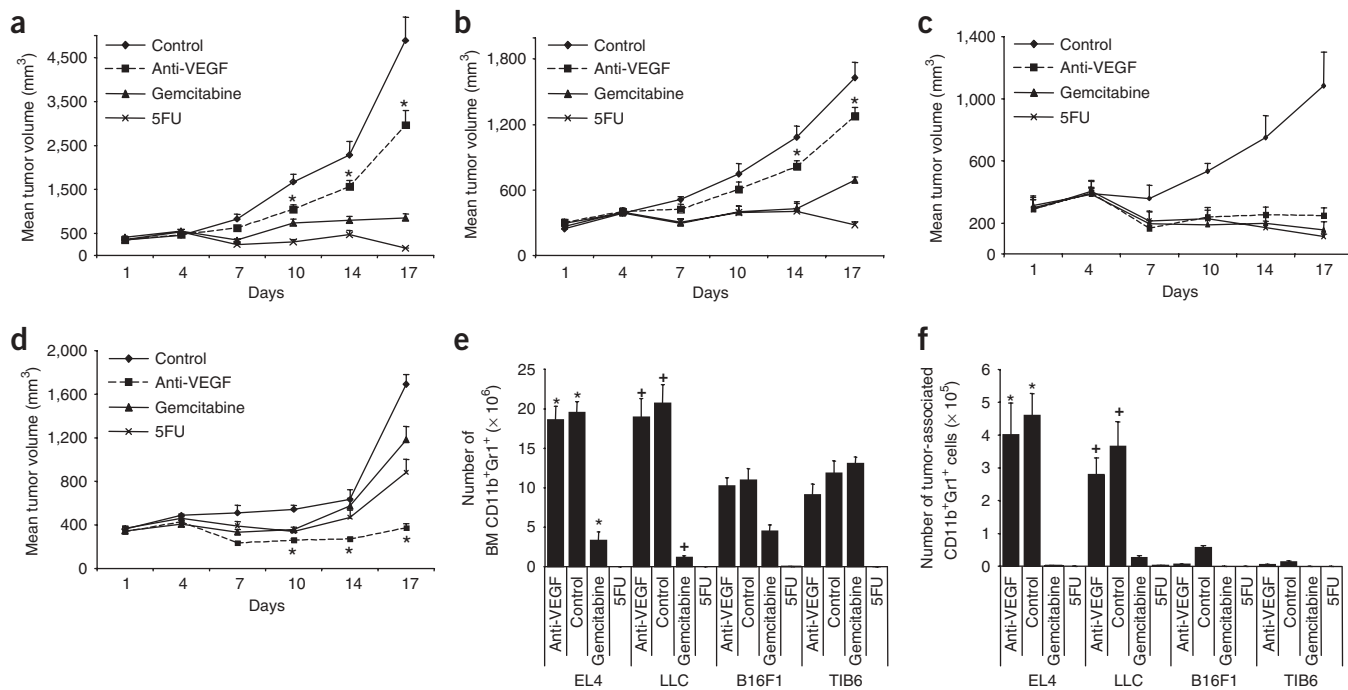 a
4,500
3,500
2,500
1,500
500
0
Mean tumor volume (mm³)
Control
Anti-VEGF
Gemcitabine
5FU
*
*
*
1 4 7 10 14 17
Days
b
1,800
1,200
600
0
Mean tumor volume (mm³)
Control
Anti-VEGF
Gemcitabine
5FU
*
*
1 4 7 10 14 17
Days
c
1,400
1,000
600
200
0
Mean tumor volume (mm³)
Control
Anti-VEGF
Gemcitabine
5FU
1 4 7 10 14 17
Days
d
2,000
1,600
1,200
800
400
0
Mean tumor volume (mm³)
Control
Anti-VEGF
Gemcitabine
5FU
* * *
1 4 7 10 14 17
Days
e
25
20
15
10
5
0
Number of
BM CD11b⁺Gr1⁺ (× 10⁶)
* * * + + +
Anti-VEGF
Control
Gemcitabine
5FU
Anti-VEGF
Control
Gemcitabine
5FU
Anti-VEGF
Control
Gemcitabine
5FU
Anti-VEGF
Control
Gemcitabine
5FU
EL4 LLC B16F1 TIB6
f
6
5
4
3
2
1
0
Number of tumor-associated
CD11b⁺Gr1⁺ cells (× 10⁵)
* * + +
Anti-VEGF
Control
Gemcitabine
5FU
Anti-VEGF
Control
Gemcitabine
5FU
Anti-VEGF
Control
Gemcitabine
5FU
Anti-VEGF
Control
Gemcitabine
5FU
EL4 LLC B16F1 TIB6